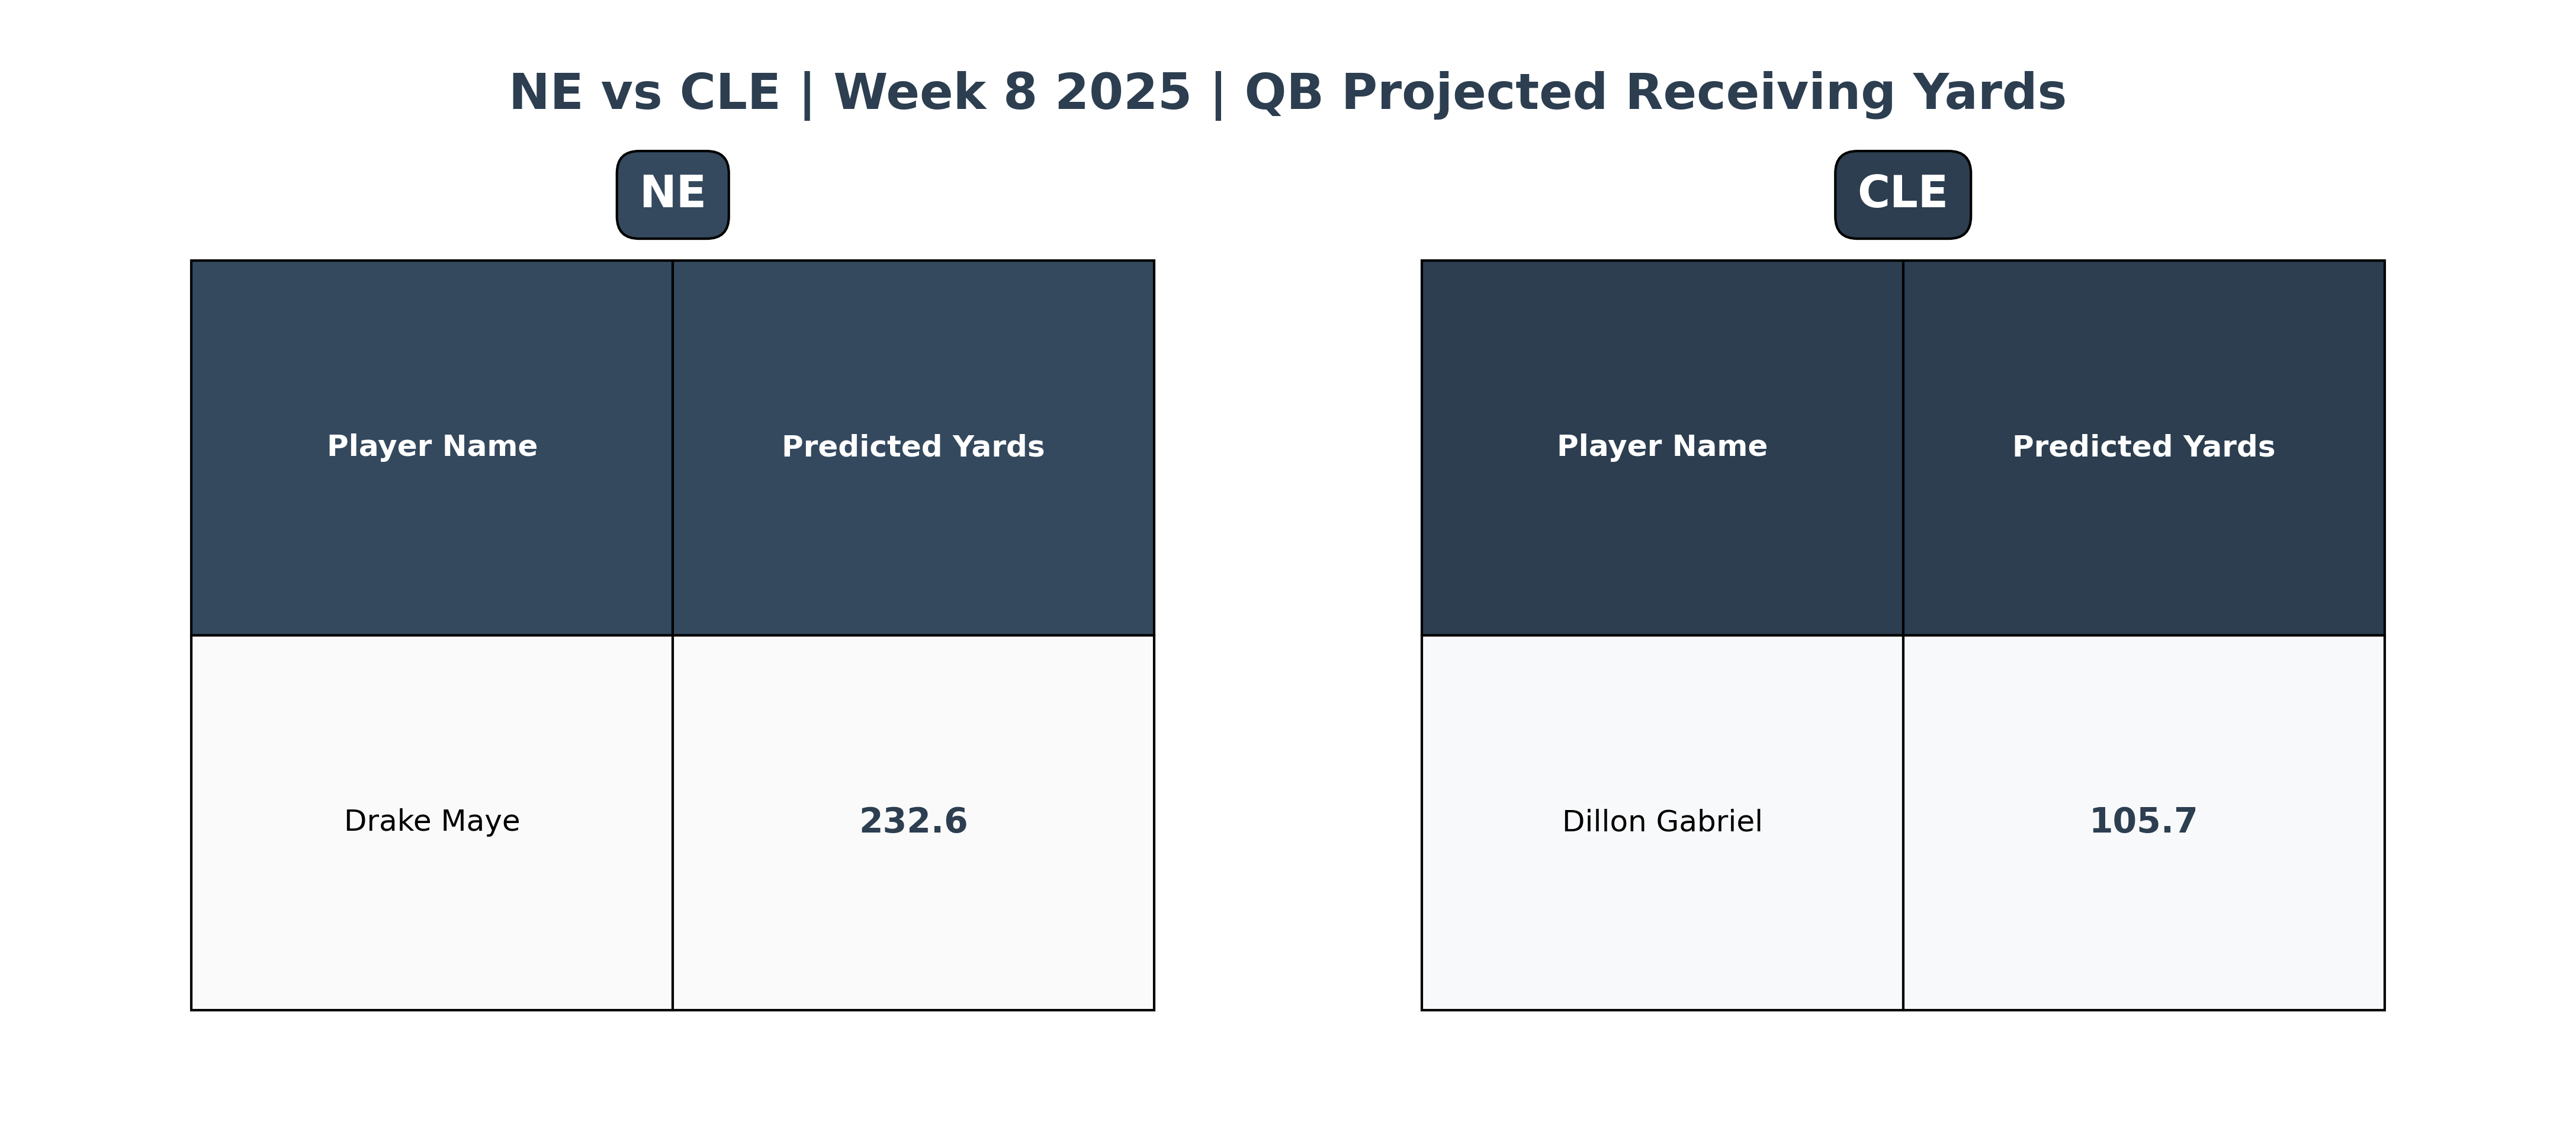 NE vs CLE | Week 8 2025 | QB Projected Receiving Yards
NE
Player Name Predicted Yards
Drake Maye 232.6
CLE
Player Name Predicted Yards
Dillon Gabriel 105.7